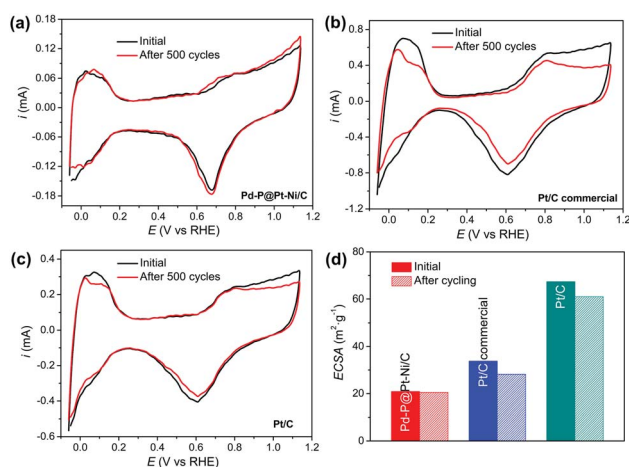 (a)
Initial
After 500 cycles
0.18
0.12
0.06
0.00
-0.06
-0.12
-0.18
i (mA)
Pd-P@Pt-Ni/C
0.0 0.2 0.4 0.6 0.8 1.0 1.2
E (V vs RHE)
(b)
Initial
After 500 cycles
0.8
0.4
0.0
-0.4
-0.8
-1.2
i (mA)
Pt/C commercial
0.0 0.2 0.4 0.6 0.8 1.0 1.2
E (V vs RHE)
(c)
Initial
After 500 cycles
0.6
0.4
0.2
0.0
-0.2
-0.4
-0.6
i (mA)
Pt/C
0.0 0.2 0.4 0.6 0.8 1.0 1.2
E (V vs RHE)
(d)
Initial
After cycling
80
60
40
20
0
ECSA (m²·g⁻¹)
Pd-P@Pt-Ni/C
Pt/C commercial
Pt/C